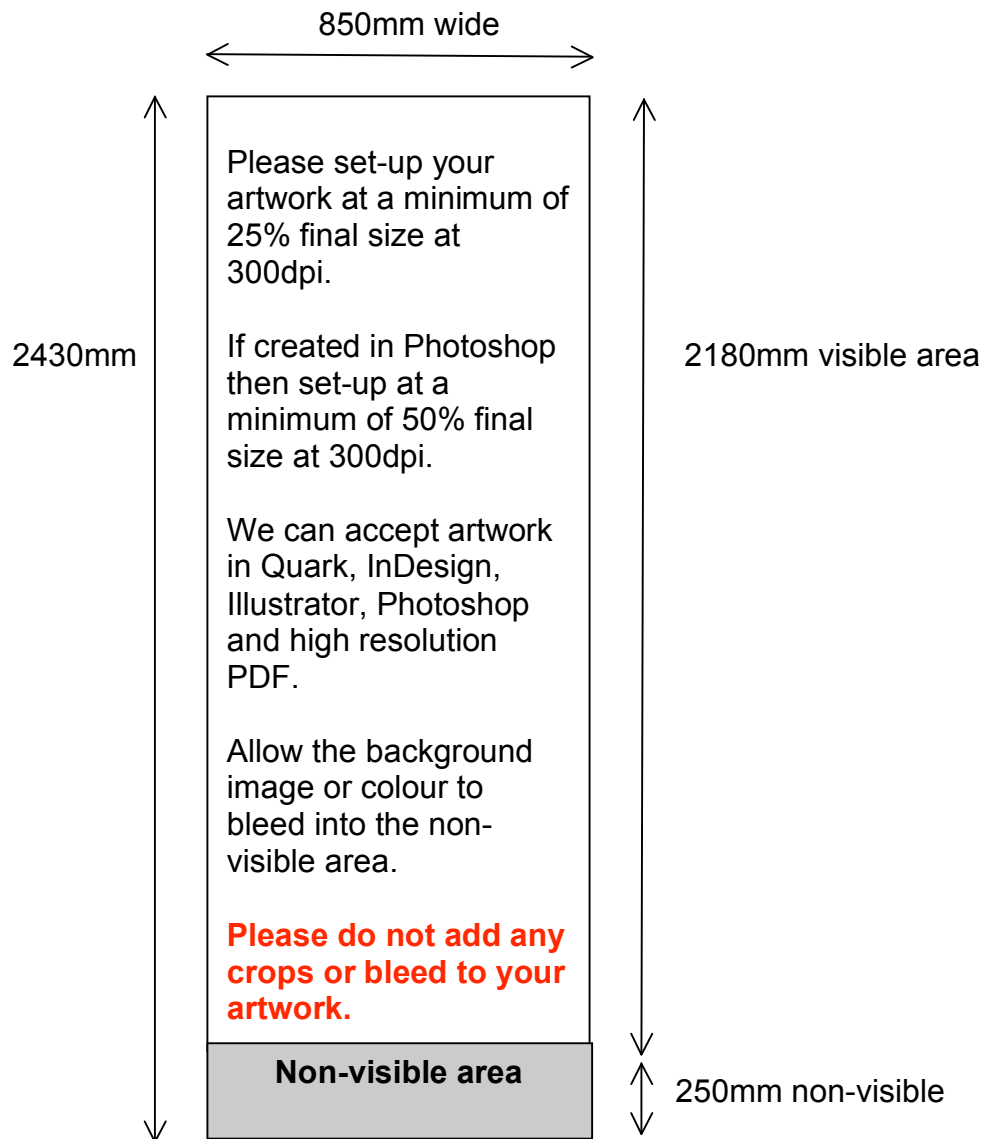 850mm wide
Please set-up your
artwork at a minimum of
25% final size at
300dpi.
2430mm
If created in Photoshop
then set-up at a
minimum of 50% final
size at 300dpi.
2180mm visible area
We can accept artwork
in Quark, InDesign,
Illustrator, Photoshop
and high resolution
PDF.
Allow the background
image or colour to
bleed into the non-
visible area.
Please do not add any
crops or bleed to your
artwork.
Non-visible area
250mm non-visible